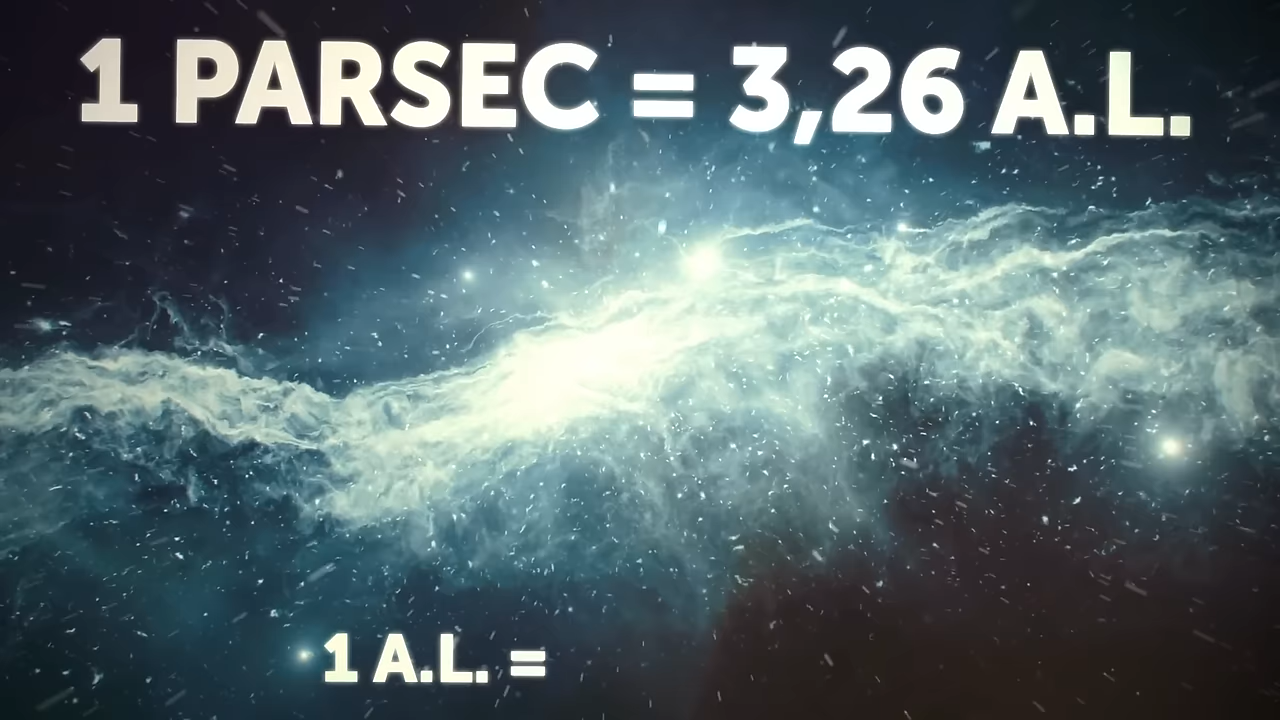 1 PARSEC = 3,26 A.L.
1 A.L. =